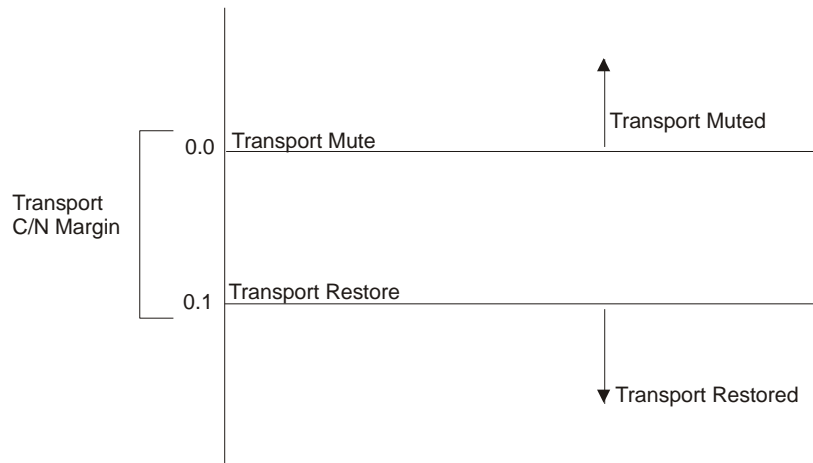 Transport Muted
0.0 Transport Mute
Transport
C/N Margin
0.1 Transport Restore
Transport Restored